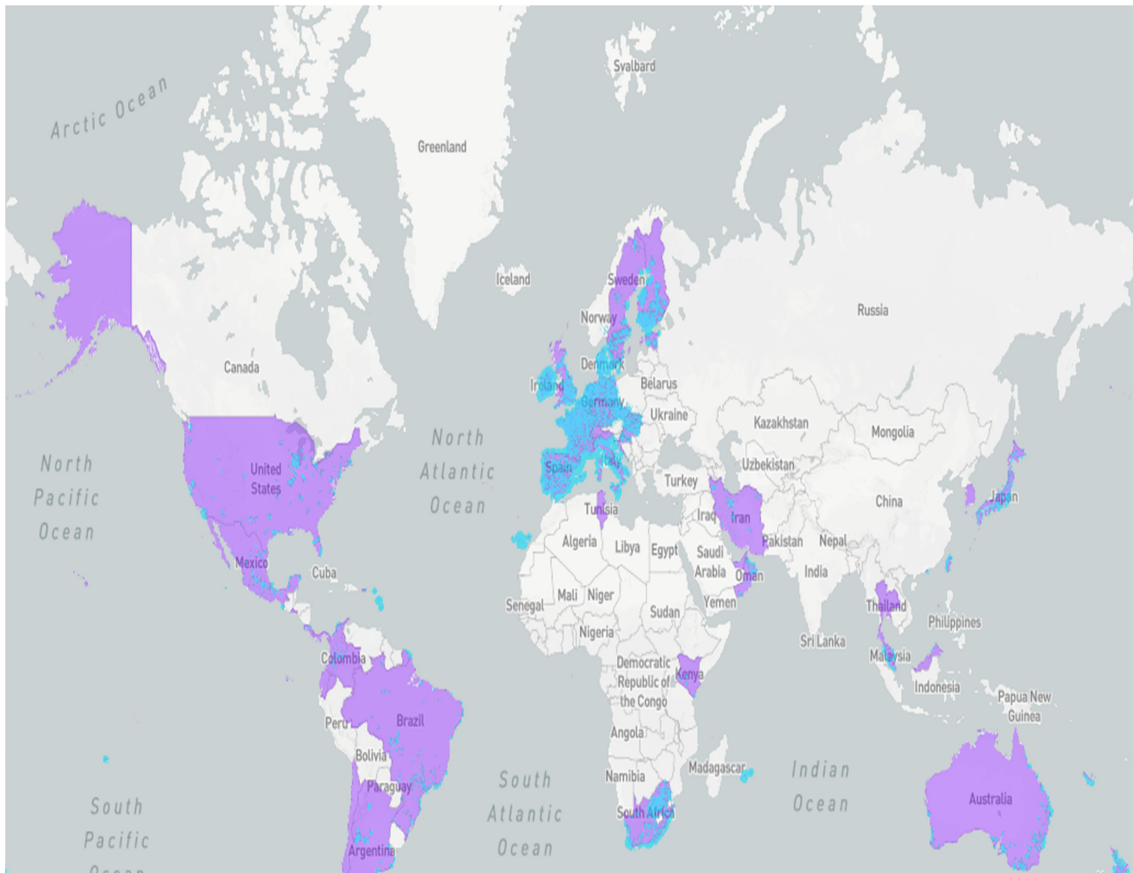 Svalbard
Arctic Ocean
Greenland
Iceland
Sweden
Norway
Russia
Canada
Denmark
Ireland
Belarus
Germany
Ukraine
Kazakhstan
Mongolia
North
Pacific
Ocean
North
Atlantic
Ocean
United
States
Spain
Italy
Uzbekistan
Turkey
China
Japan
Tunisia
Iraq
Iran
Algeria
Libya
Egypt
Pakistan
Nepal
Saudi
Arabia
Oman
India
Mexico
Cuba
Mali
Niger
Yemen
Senegal
Sudan
Thailand
Philippines
Nigeria
Sri Lanka
Colombia
Malaysia
Democratic
Republic of
the Congo
Kenya
Indonesia
Papua New
Guinea
Peru
Brazil
Angola
Bolivia
Madagascar
Namibia
Indian
Ocean
Paraguay
South
Atlantic
Ocean
South
Pacific
Ocean
South Africa
Australia
Argentina